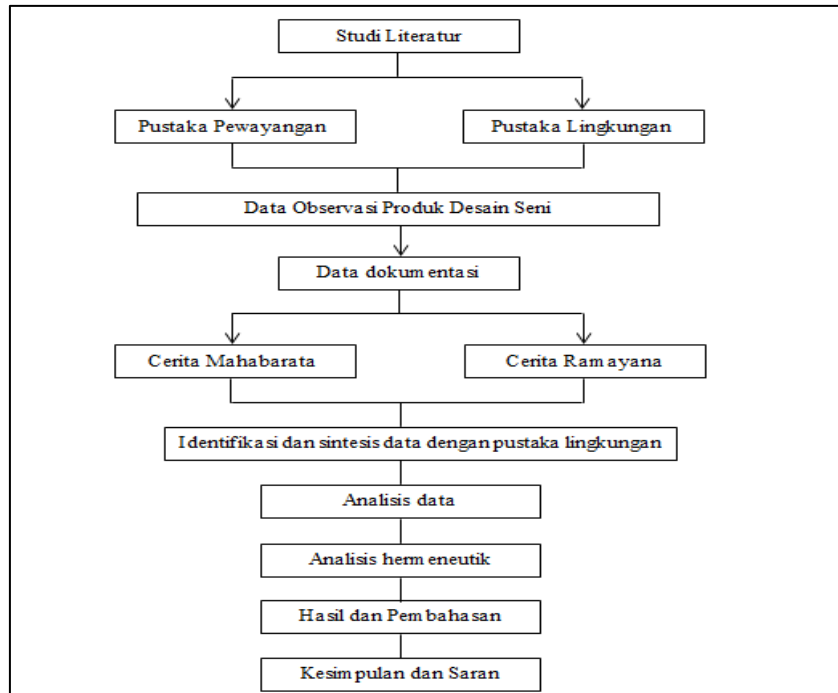 Studi Literatur
Pustaka Pewayangan
Pustaka Lingkungan
Data Observasi Produk Desain Seni
Data dokumentasi
Cerita Mahabarata
Cerita Ramayana
Identifikasi dan sintesis data dengan pustaka lingkungan
Analisis data
Analisis hermeneutik
Hasil dan Pembahasan
Kesimpulan dan Saran